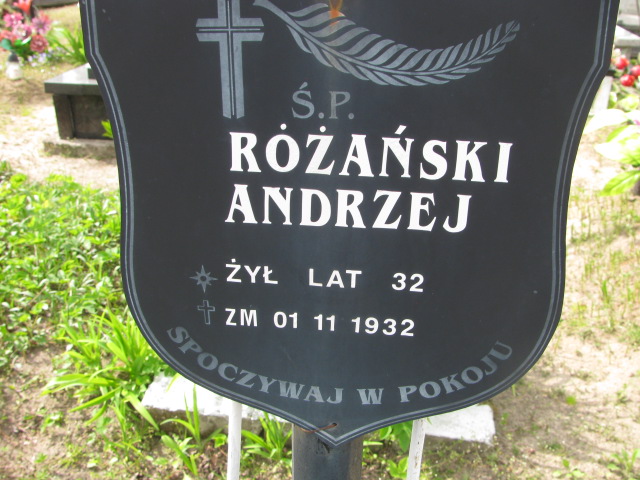 Ś.P.
RÓŻAŃSKI
ANDRZEJ
ŻYŁ LAT 32
ZM 01 11 1932
SPOCZYWAJ W POKOJU